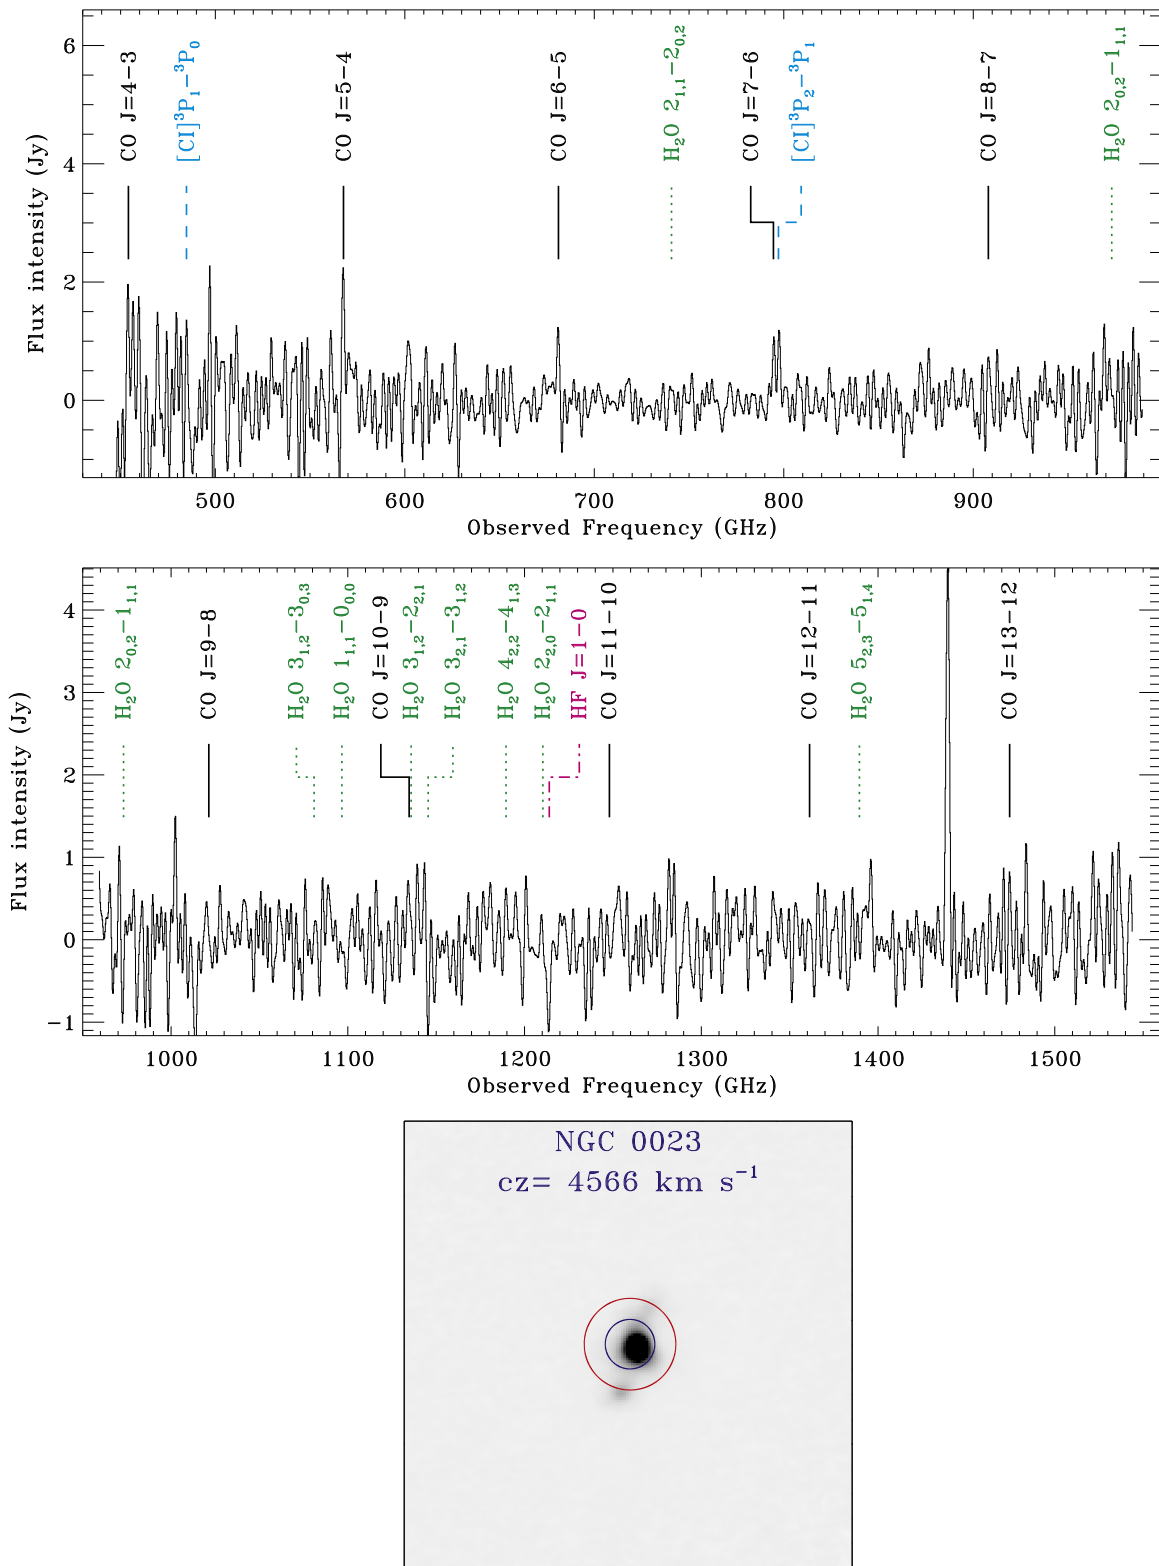 CO J=4−3
[CI]³P₁−³P₀
CO J=5−4
CO J=6−5
H₂O 2₁,₁−2₀,₂
CO J=7−6
[CI]³P₂−³P₁
CO J=8−7
H₂O 2₀,₂−1₁,₁
Flux intensity (Jy)
6
4
2
0
500 600 700 800 900
Observed Frequency (GHz)
H₂O 2₀,₂−1₁,₁
CO J=9−8
H₂O 3₁,₂−3₀,₃
H₂O 1₁,₁−0₀,₀
CO J=10−9
H₂O 3₁,₂−2₂,₁
H₂O 3₂,₁−3₁,₂
H₂O 4₂,₂−4₁,₃
H₂O 2₂,₀−2₁,₁
HF J=1−0
CO J=11−10
CO J=12−11
H₂O 5₂,₃−5₁,₄
CO J=13−12
Flux intensity (Jy)
4
3
2
1
0
−1
1000 1100 1200 1300 1400 1500
Observed Frequency (GHz)
NGC 0023
cz= 4566 km s⁻¹